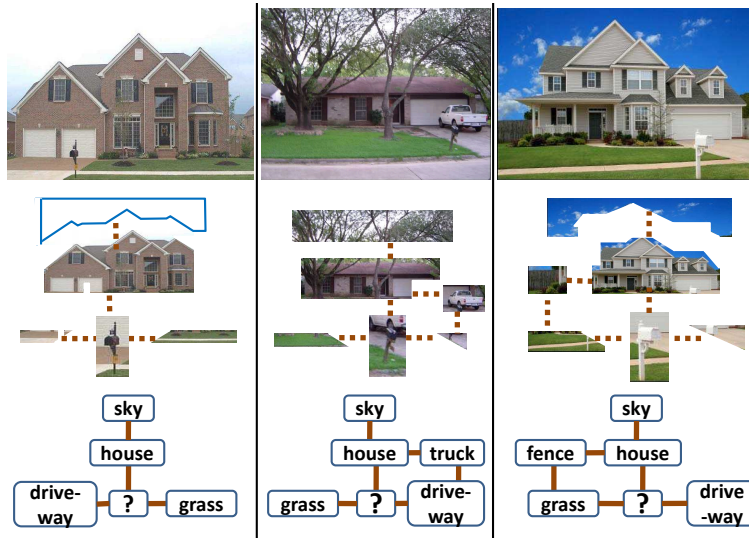 sky
house
drive-
way
?
grass
sky
house
truck
grass
?
drive-
way
sky
fence
house
grass
?
drive
-way